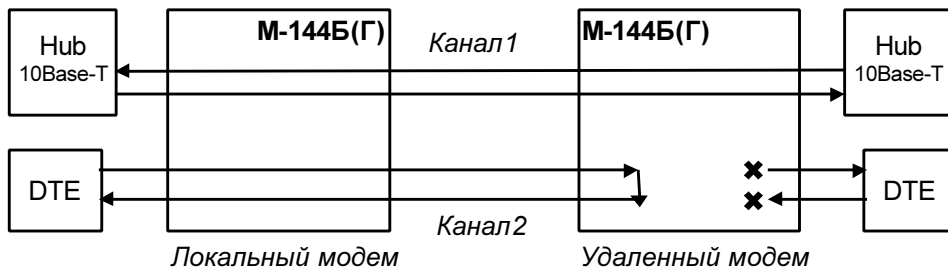 Hub
10Base-T
М-144Б(Г)
Канал1
М-144Б(Г)
Hub
10Base-T
DTE
DTE
Канал2
Локальный модем
Удаленный модем